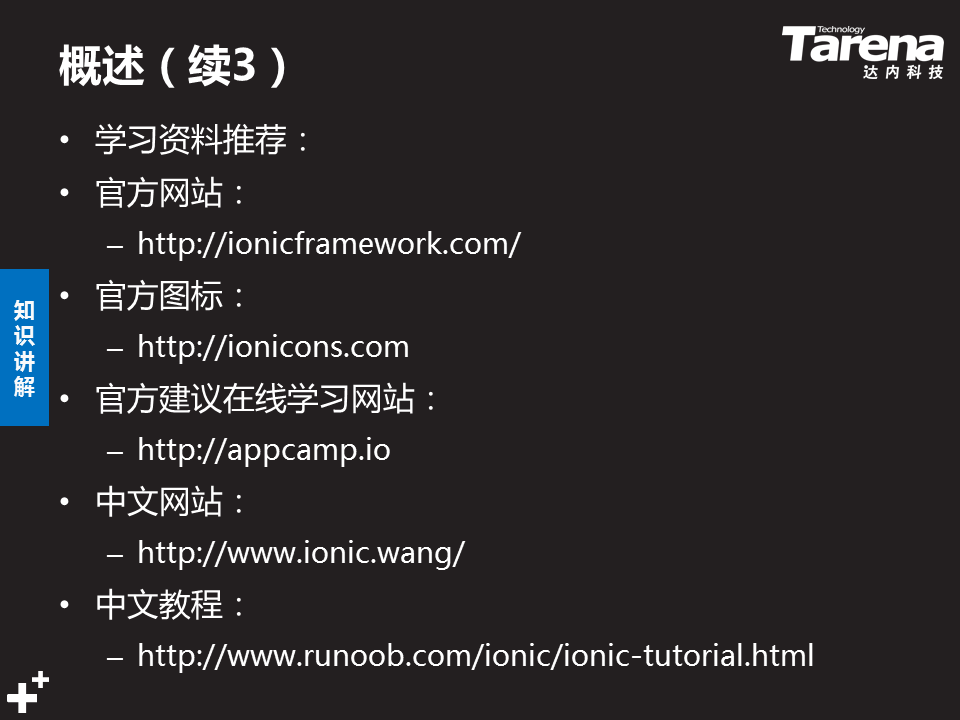 概述（续3）
Technology
Tarena
达内科技
• 学习资料推荐：
• 官方网站：
– http://ionicframework.com/
• 官方图标：
– http://ionicons.com
• 官方建议在线学习网站：
– http://appcamp.io
• 中文网站：
– http://www.ionic.wang/
• 中文教程：
– http://www.runoob.com/ionic/ionic-tutorial.html
知识讲解